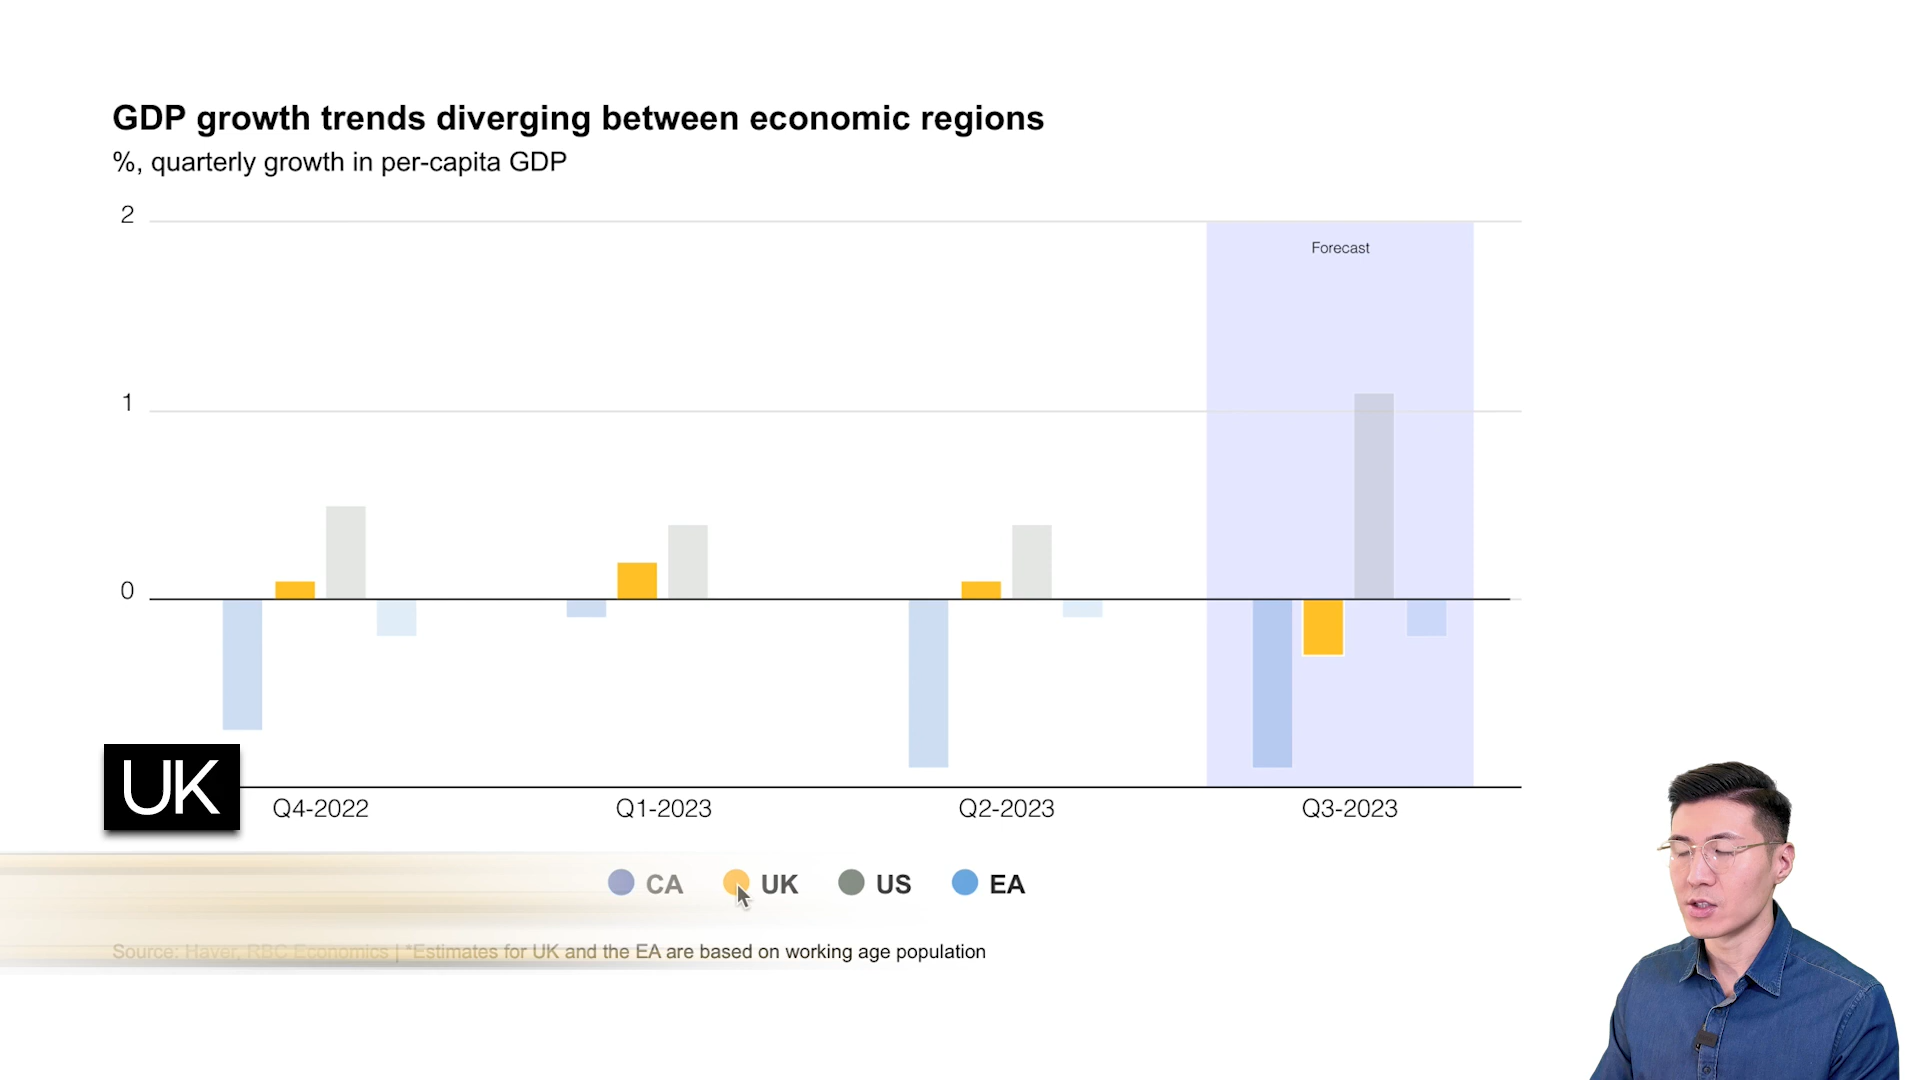 GDP growth trends diverging between economic regions
%, quarterly growth in per-capita GDP
2
Forecast
1
0
UK
Q4-2022 Q1-2023 Q2-2023 Q3-2023
CA UK US EA
Source: Haver, RBC Economics | *Estimates for UK and the EA are based on working age population